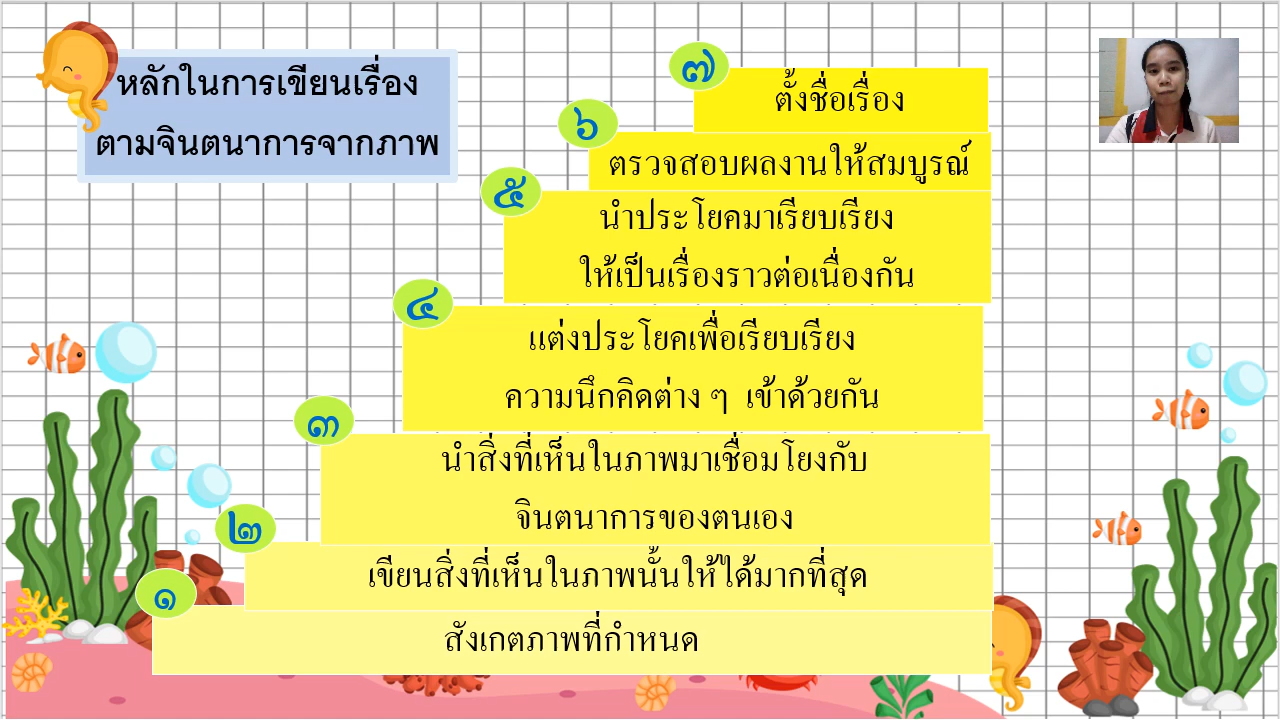 หลักในการเขียนเรื่อง
ตามจินตนาการจากภาพ
๗
ตั้งชื่อเรื่อง
๖
ตรวจสอบผลงานให้สมบูรณ์
๕
นำประโยคมาเรียบเรียง
ให้เป็นเรื่องราวต่อเนื่องกัน
๔
แต่งประโยคเพื่อเรียบเรียง
ความนึกคิดต่าง ๆ เข้าด้วยกัน
๓
นำสิ่งที่เห็นในภาพมาเชื่อมโยงกับ
จินตนาการของตนเอง
๒
เขียนสิ่งที่เห็นในภาพนั้นให้ได้มากที่สุด
๑
สังเกตภาพที่กำหนด